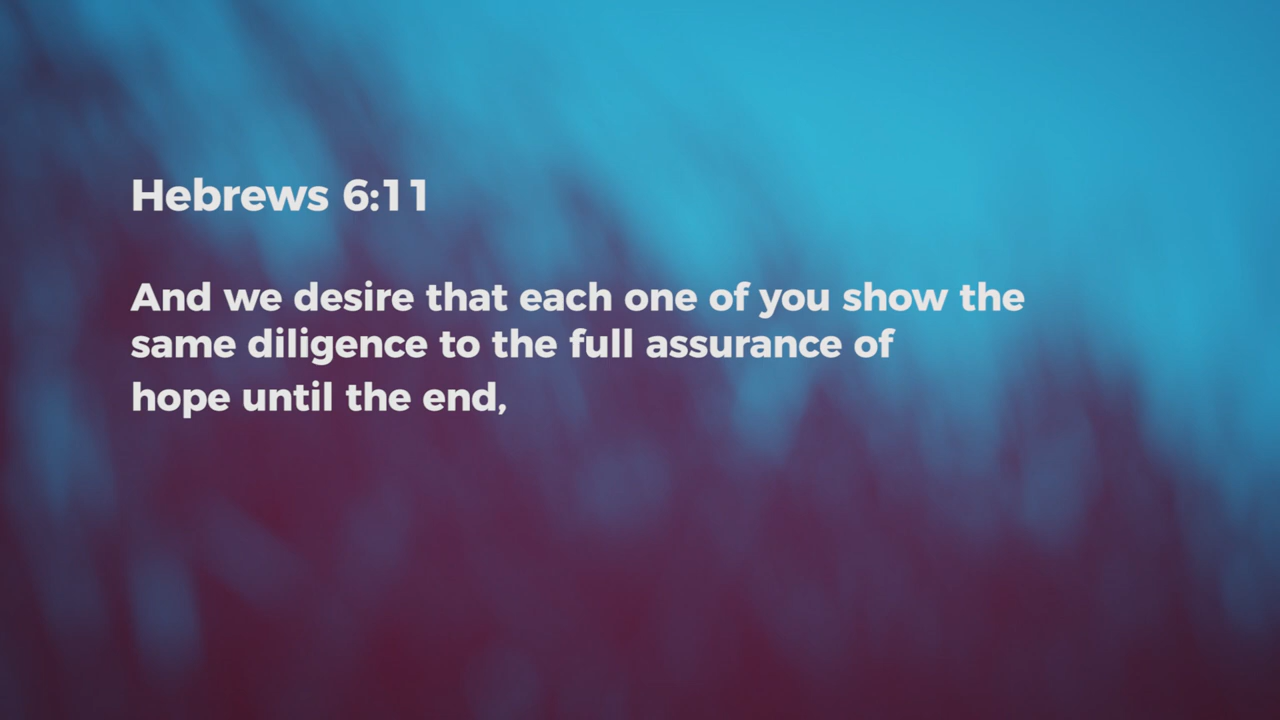 Hebrews 6:11
And we desire that each one of you show the
same diligence to the full assurance of
hope until the end,